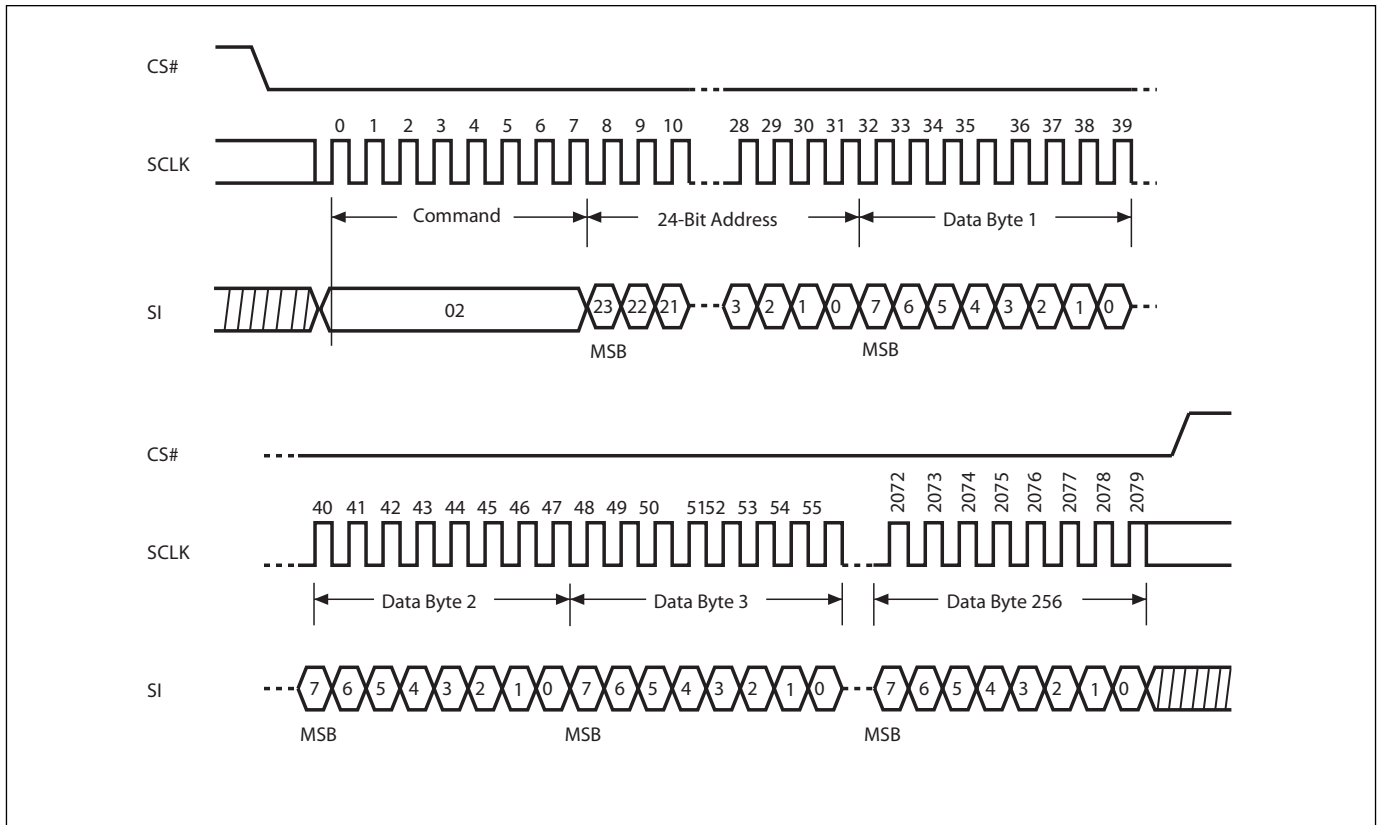 CS#
0 1 2 3 4 5 6 7 8 9 10 28 29 30 31 32 33 34 35 36 37 38 39
SCLK
Command 24-Bit Address Data Byte 1
SI 02 23 22 21 3 2 1 0 7 6 5 4 3 2 1 0
MSB MSB
CS#
40 41 42 43 44 45 46 47 48 49 50 51 52 53 54 55 2072 2073 2074 2075 2076 2077 2078 2079
SCLK
Data Byte 2 Data Byte 3 Data Byte 256
SI 7 6 5 4 3 2 1 0 7 6 5 4 3 2 1 0 7 6 5 4 3 2 1 0
MSB MSB MSB